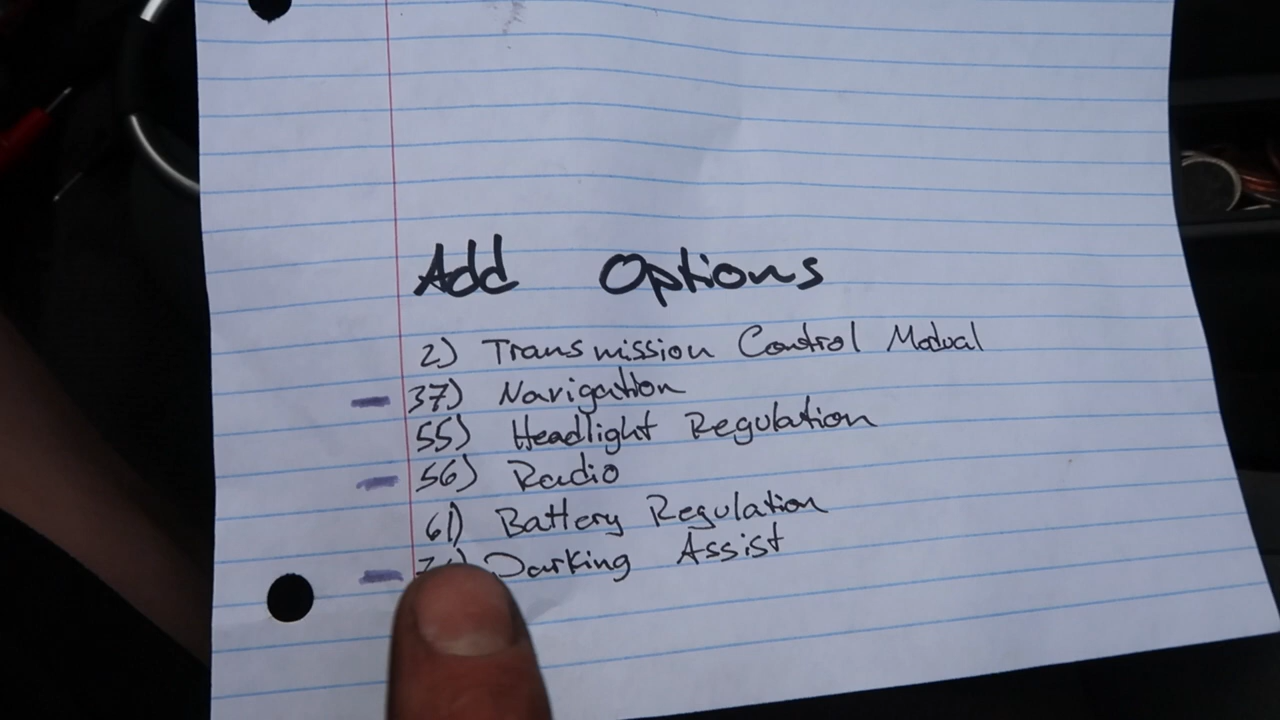 Add Options
2) Transmission Control Modual
37) Navigation
55) Headlight Regulation
56) Radio
61) Battery Regulation
Parking Assist